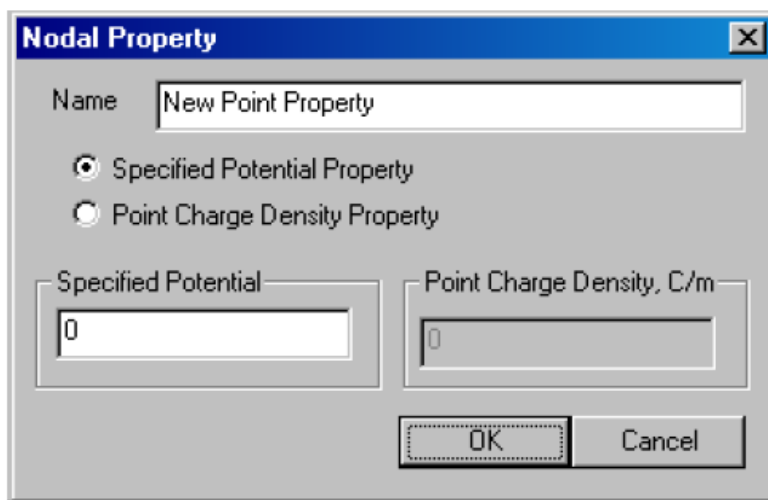 Nodal Property
Name New Point Property
Specified Potential Property
Point Charge Density Property
Specified Potential Point Charge Density, C/m
0 0
OK Cancel